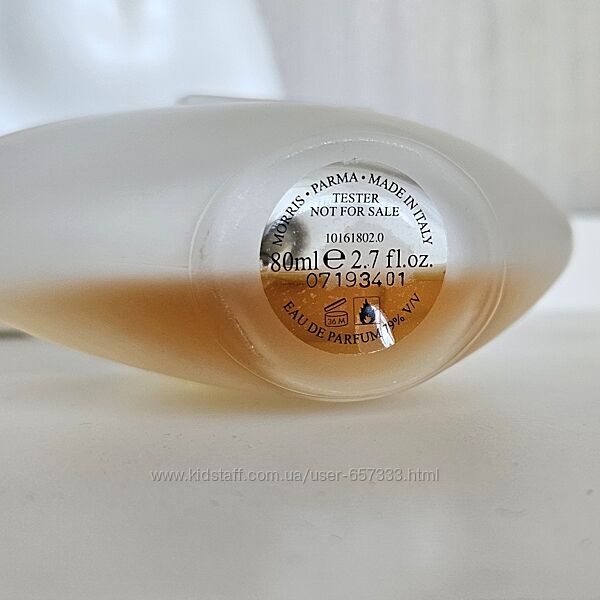 MORRIS • PARMA • MADE IN ITALY
TESTER
NOT FOR SALE
10161802.0
80ml e 2.7 fl.oz.
07193401
36M
EAU DE PARFUM 79% V/V
www.kidstaff.com.ua/user-657333.html